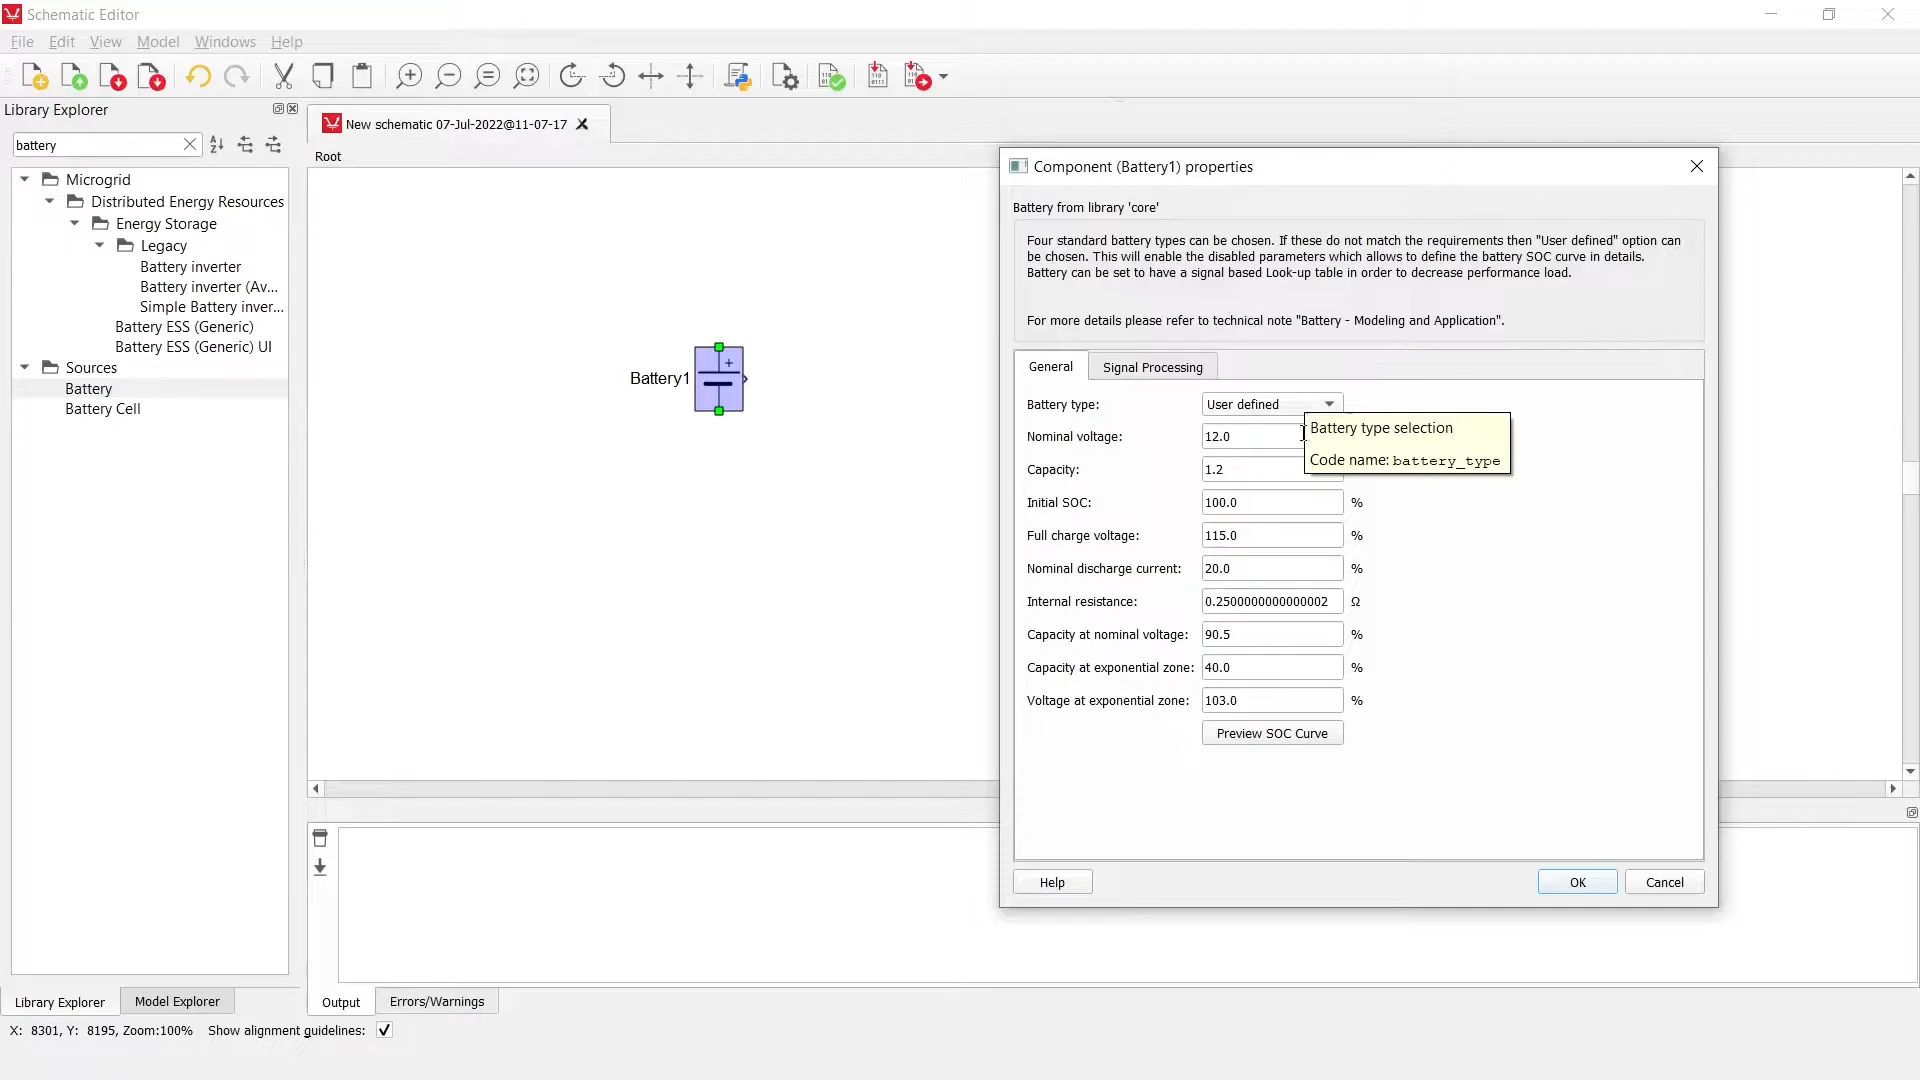 Schematic Editor
File Edit View Model Windows Help
Library Explorer
battery
Microgrid
Distributed Energy Resources
Energy Storage
Legacy
Battery inverter
Battery inverter (Av...
Simple Battery inver...
Battery ESS (Generic)
Battery ESS (Generic) UI
Sources
Battery
Battery Cell
New schematic 07-Jul-2022@11-07-17
Root
Battery1
Component (Battery1) properties
Battery from library 'core'
Four standard battery types can be chosen. If these do not match the requirements then "User defined" option can
be chosen. This will enable the disabled parameters which allows to define the battery SOC curve in details.
Battery can be set to have a signal based Look-up table in order to decrease performance load.
For more details please refer to technical note "Battery - Modeling and Application".
General Signal Processing
Battery type: User defined
Battery type selection
Code name: battery_type
Nominal voltage: 12.0
Capacity: 1.2
Initial SOC: 100.0 %
Full charge voltage: 115.0 %
Nominal discharge current: 20.0 %
Internal resistance: 0.2500000000000002 Ω
Capacity at nominal voltage: 90.5 %
Capacity at exponential zone: 40.0 %
Voltage at exponential zone: 103.0 %
Preview SOC Curve
Help OK Cancel
Library Explorer Model Explorer
Output Errors/Warnings
X: 8301, Y: 8195, Zoom:100% Show alignment guidelines: